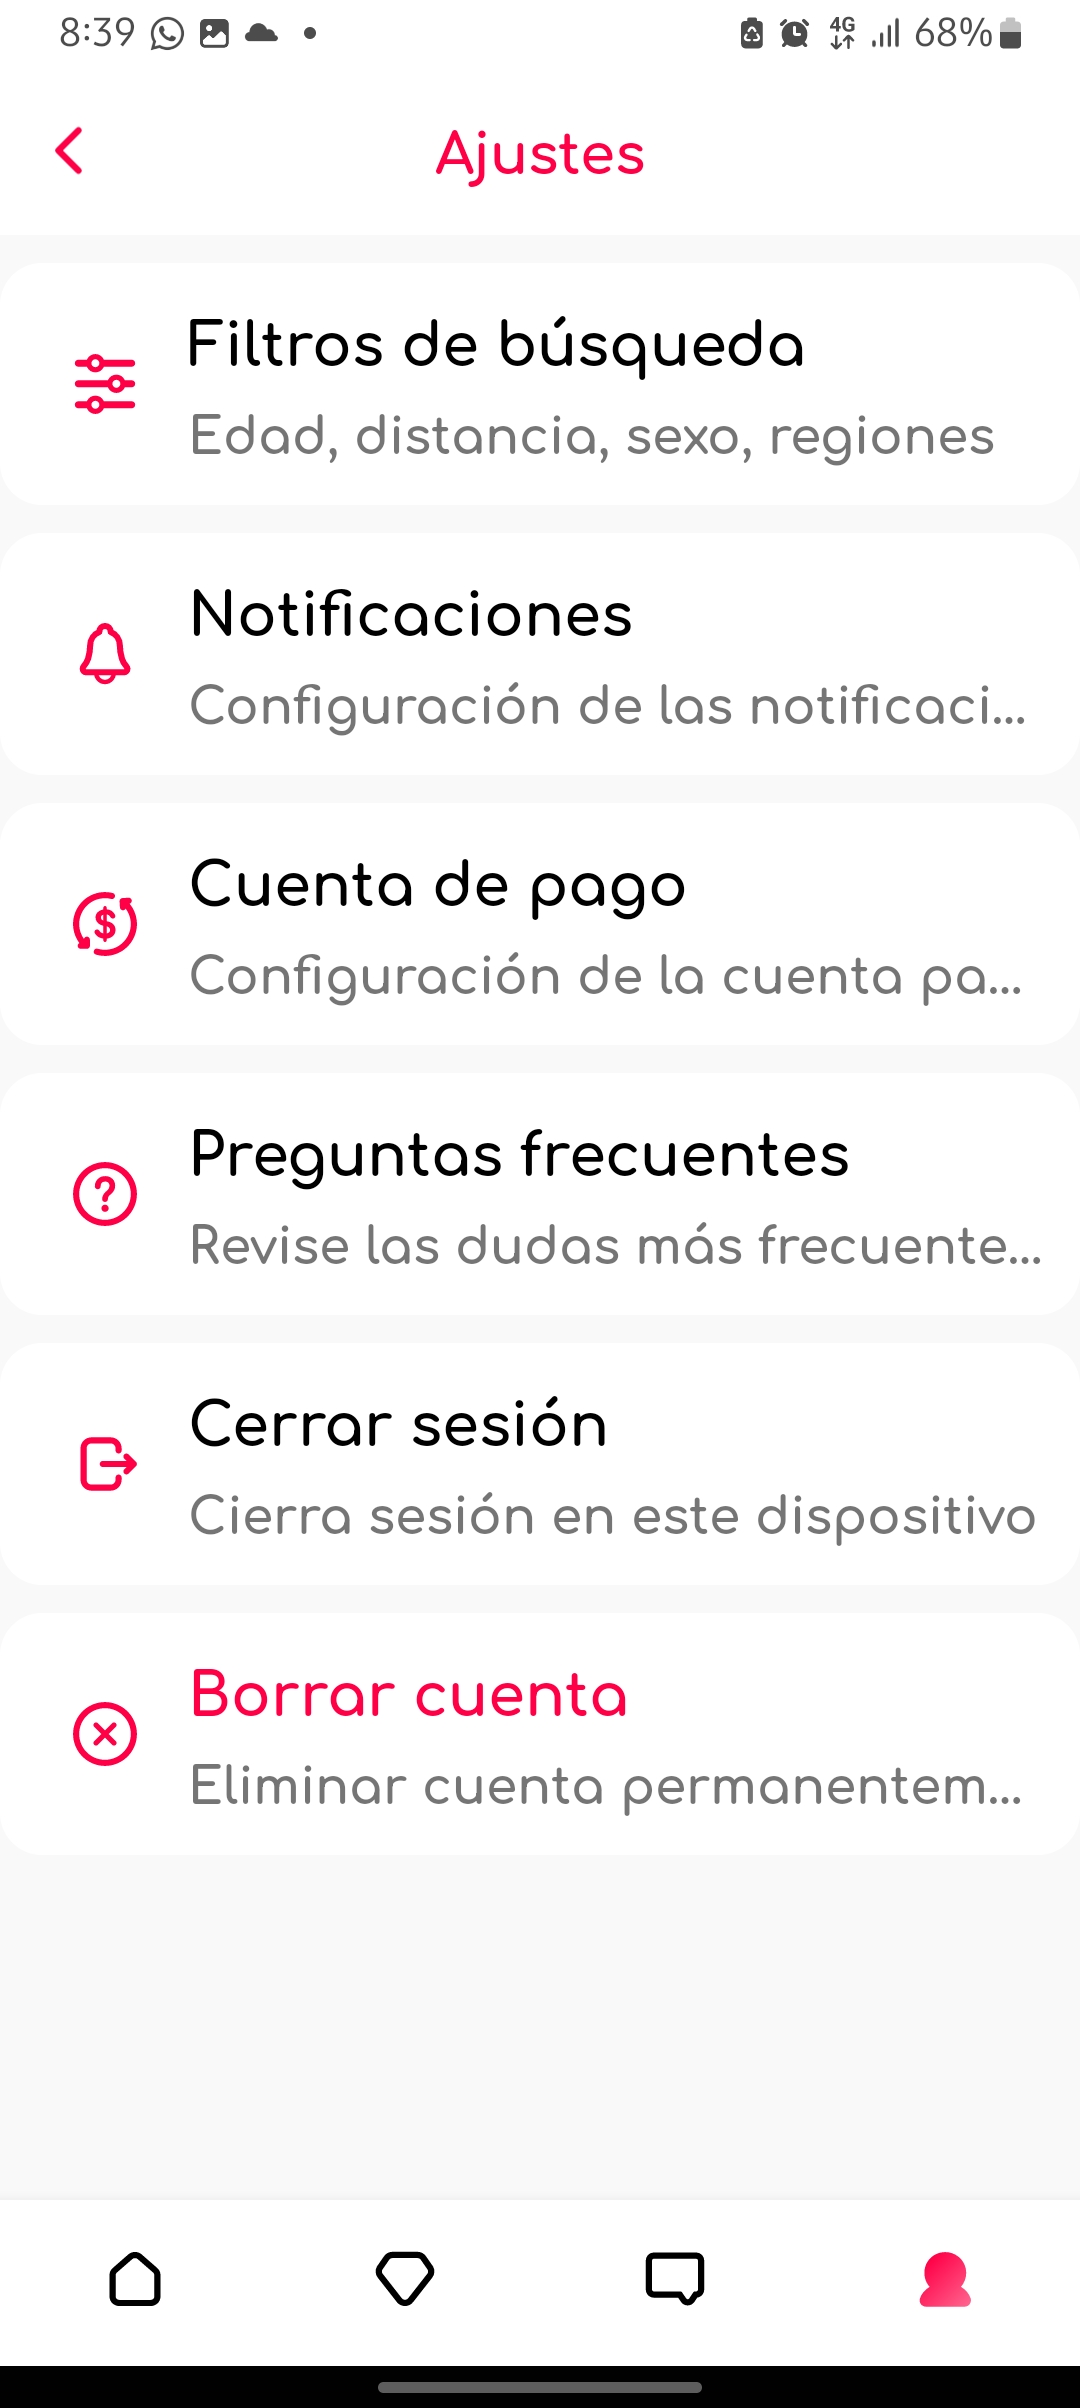 8:39 4G 68%
Ajustes
Filtros de búsqueda
Edad, distancia, sexo, regiones
Notificaciones
Configuración de las notificaci...
Cuenta de pago
Configuración de la cuenta pa...
Preguntas frecuentes
Revise las dudas más frecuente...
Cerrar sesión
Cierra sesión en este dispositivo
Borrar cuenta
Eliminar cuenta permanentem...